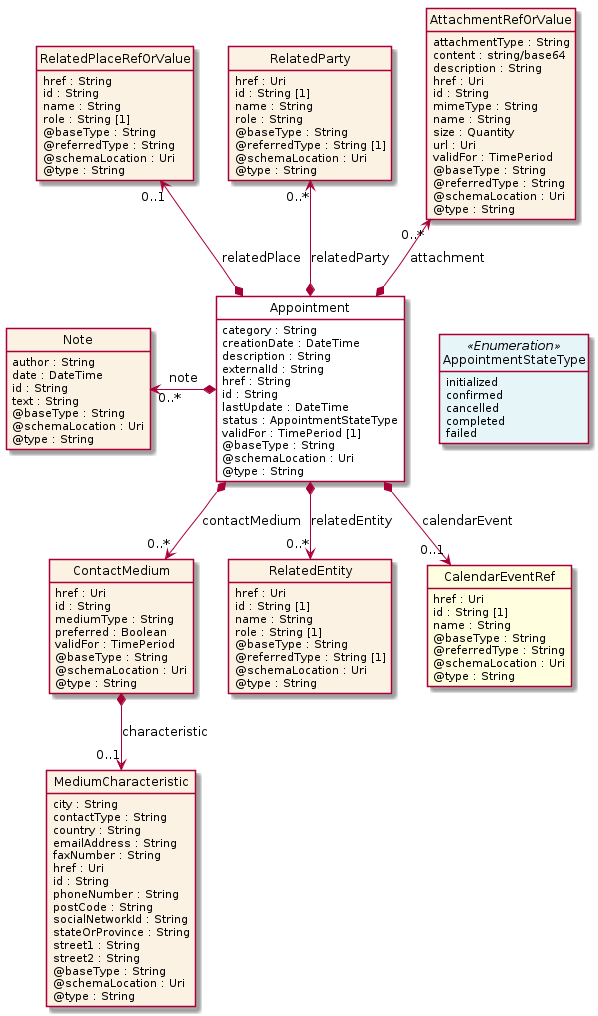 RelatedPlaceRefOrValue
href : String
id : String
name : String
role : String [1]
@baseType : String
@referredType : String
@schemaLocation : Uri
@type : String
RelatedParty
href : Uri
id : String [1]
name : String
role : String
@baseType : String
@referredType : String [1]
@schemaLocation : Uri
@type : String
AttachmentRefOrValue
attachmentType : String
content : string/base64
description : String
href : Uri
id : String
mimeType : String
name : String
size : Quantity
url : Uri
validFor : TimePeriod
@baseType : String
@referredType : String
@schemaLocation : Uri
@type : String
0..1
0..*
0..*
relatedPlace
relatedParty
attachment
Note
author : String
date : DateTime
id : String
text : String
@baseType : String
@schemaLocation : Uri
@type : String
note
0..*
Appointment
category : String
creationDate : DateTime
description : String
externalId : String
href : String
id : String
lastUpdate : DateTime
status : AppointmentStateType
validFor : TimePeriod [1]
@baseType : String
@schemaLocation : Uri
@type : String
«Enumeration»
AppointmentStateType
initialized
confirmed
cancelled
completed
failed
contactMedium
relatedEntity
calendarEvent
0..*
0..*
0..1
ContactMedium
href : Uri
id : String
mediumType : String
preferred : Boolean
validFor : TimePeriod
@baseType : String
@schemaLocation : Uri
@type : String
RelatedEntity
href : Uri
id : String [1]
name : String
role : String [1]
@baseType : String
@referredType : String [1]
@schemaLocation : Uri
@type : String
CalendarEventRef
href : Uri
id : String [1]
name : String
@baseType : String
@referredType : String
@schemaLocation : Uri
@type : String
characteristic
0..1
MediumCharacteristic
city : String
contactType : String
country : String
emailAddress : String
faxNumber : String
href : Uri
id : String
phoneNumber : String
postCode : String
socialNetworkId : String
stateOrProvince : String
street1 : String
street2 : String
@baseType : String
@schemaLocation : Uri
@type : String